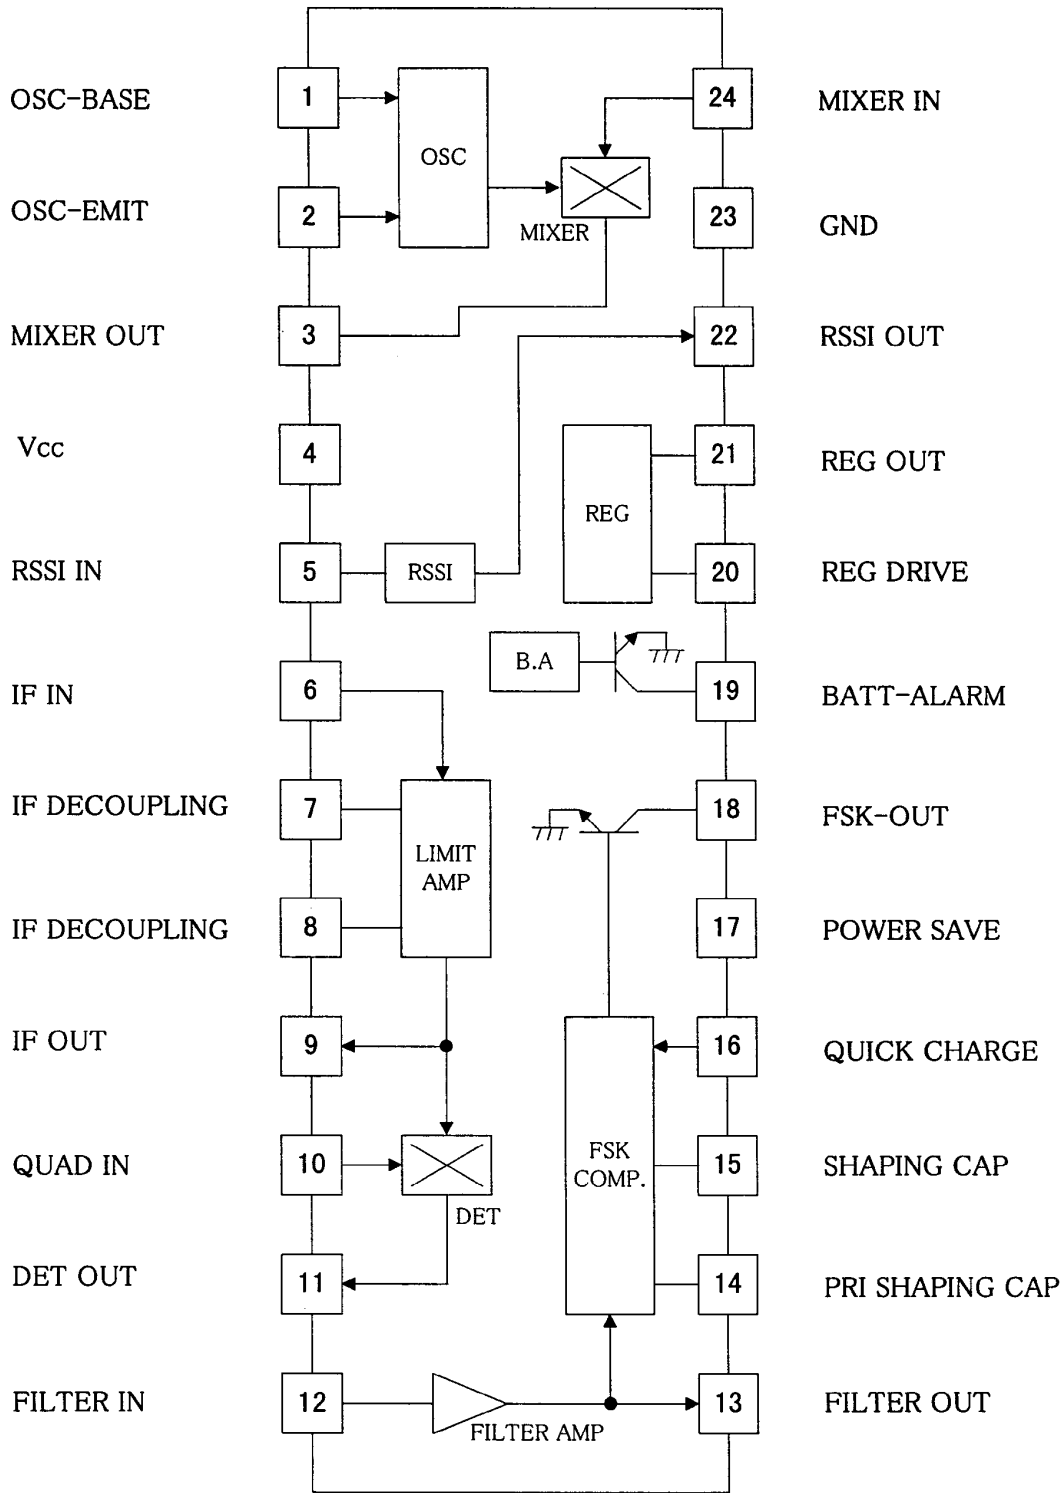 OSC-BASE
1
24
MIXER IN
OSC
OSC-EMIT
2
MIXER
23
GND
MIXER OUT
3
22
RSSI OUT
Vcc
4
21
REG OUT
REG
RSSI IN
5
RSSI
20
REG DRIVE
B.A
IF IN
6
19
BATT-ALARM
IF DECOUPLING
7
18
FSK-OUT
LIMIT
AMP
IF DECOUPLING
8
17
POWER SAVE
IF OUT
9
16
QUICK CHARGE
QUAD IN
10
FSK
COMP.
15
SHAPING CAP
DET
DET OUT
11
14
PRI SHAPING CAP
FILTER IN
12
FILTER AMP
13
FILTER OUT